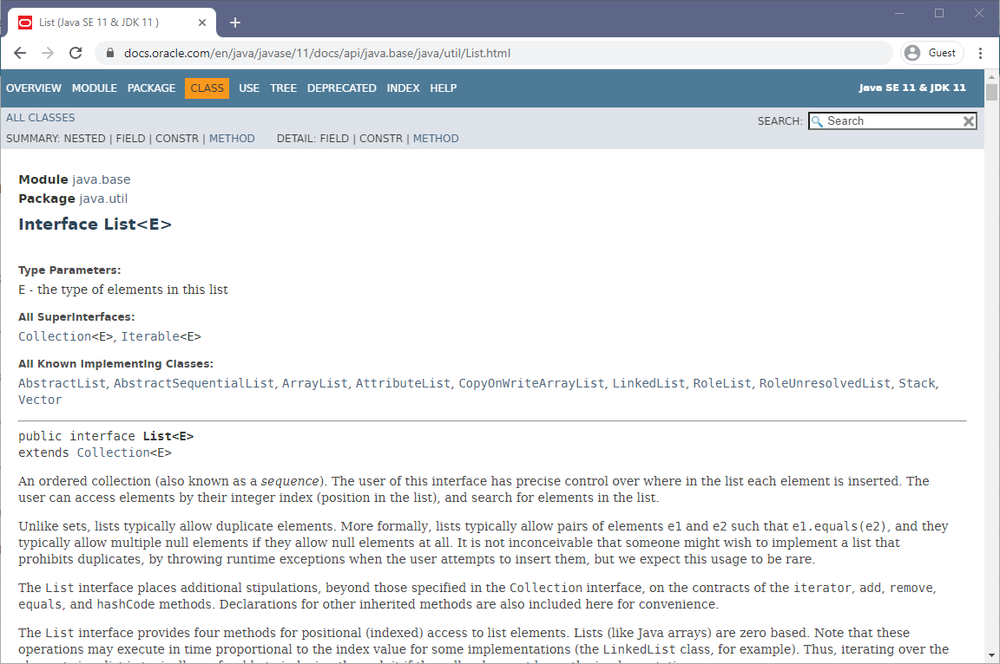 List (Java SE 11 & JDK 11 )
docs.oracle.com/en/java/javase/11/docs/api/java.base/java/util/List.html
Guest
OVERVIEW MODULE PACKAGE CLASS USE TREE DEPRECATED INDEX HELP
Java SE 11 & JDK 11
ALL CLASSES
SEARCH: Search
SUMMARY: NESTED | FIELD | CONSTR | METHOD DETAIL: FIELD | CONSTR | METHOD
Module java.base
Package java.util
Interface List<E>
Type Parameters:
E - the type of elements in this list
All Superinterfaces:
Collection<E>, Iterable<E>
All Known Implementing Classes:
AbstractList, AbstractSequentialList, ArrayList, AttributeList, CopyOnWriteArrayList, LinkedList, RoleList, RoleUnresolvedList, Stack,
Vector
public interface List<E>
extends Collection<E>
An ordered collection (also known as a sequence). The user of this interface has precise control over where in the list each element is inserted. The
user can access elements by their integer index (position in the list), and search for elements in the list.
Unlike sets, lists typically allow duplicate elements. More formally, lists typically allow pairs of elements e1 and e2 such that e1.equals(e2), and they
typically allow multiple null elements if they allow null elements at all. It is not inconceivable that someone might wish to implement a list that
prohibits duplicates, by throwing runtime exceptions when the user attempts to insert them, but we expect this usage to be rare.
The List interface places additional stipulations, beyond those specified in the Collection interface, on the contracts of the iterator, add, remove,
equals, and hashCode methods. Declarations for other inherited methods are also included here for convenience.
The List interface provides four methods for positional (indexed) access to list elements. Lists (like Java arrays) are zero based. Note that these
operations may execute in time proportional to the index value for some implementations (the LinkedList class, for example). Thus, iterating over the